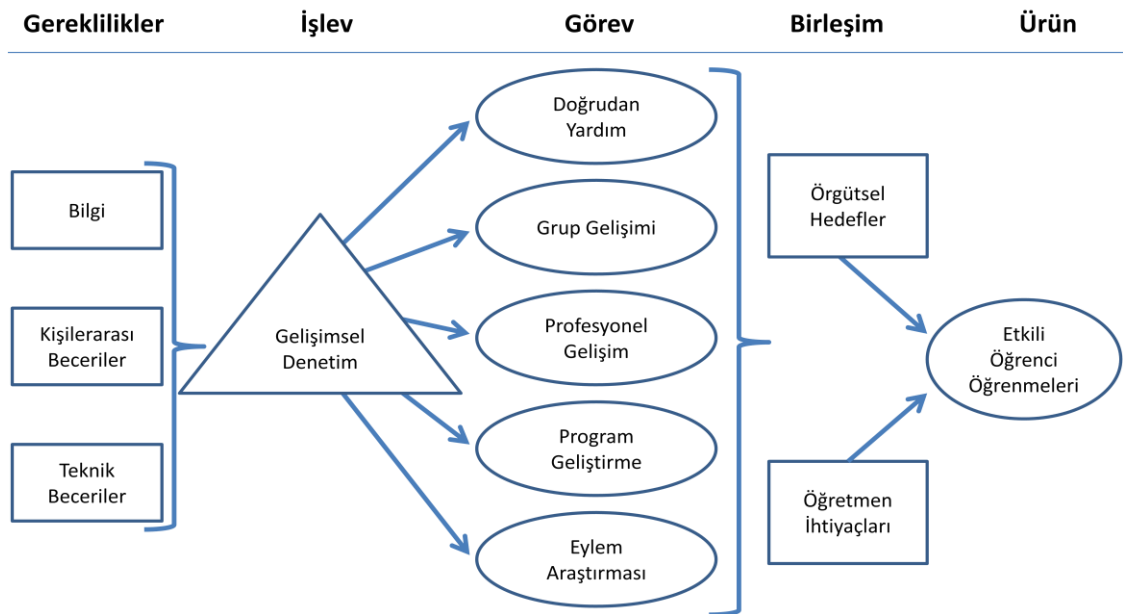 Gereklilikler
İşlev
Görev
Birleşim
Ürün
Bilgi
Kişilerarası
Beceriler
Teknik
Beceriler
Gelişimsel
Denetim
Doğrudan
Yardım
Grup Gelişimi
Profesyonel
Gelişim
Program
Geliştirme
Eylem
Araştırması
Örgütsel
Hedefler
Öğretmen
İhtiyaçları
Etkili
Öğrenci
Öğrenmeleri